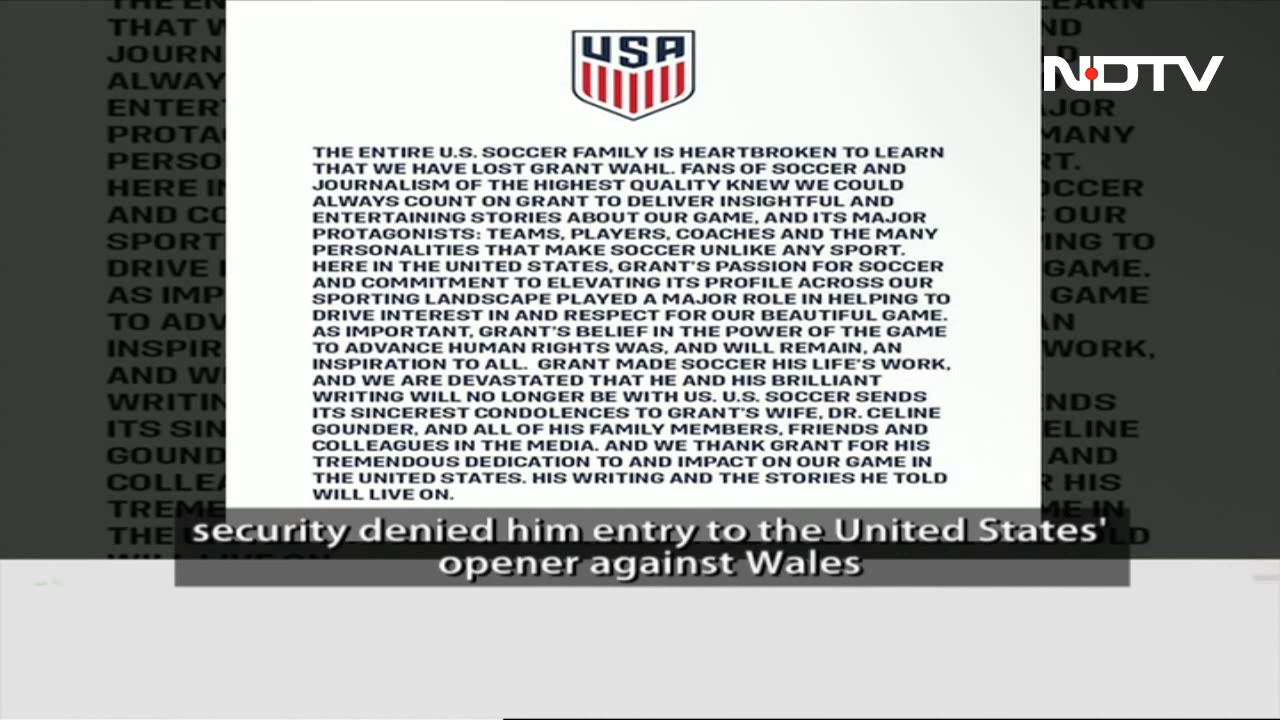 USA
NDTV
THE ENTIRE U.S. SOCCER FAMILY IS HEARTBROKEN TO LEARN
THAT WE HAVE LOST GRANT WAHL. FANS OF SOCCER AND
JOURNALISM OF THE HIGHEST QUALITY KNEW WE COULD
ALWAYS COUNT ON GRANT TO DELIVER INSIGHTFUL AND
ENTERTAINING STORIES ABOUT OUR GAME, AND ITS MAJOR
PROTAGONISTS: TEAMS, PLAYERS, COACHES AND THE MANY
PERSONALITIES THAT MAKE SOCCER UNLIKE ANY SPORT.
HERE IN THE UNITED STATES, GRANT'S PASSION FOR SOCCER
AND COMMITMENT TO ELEVATING ITS PROFILE ACROSS OUR
SPORTING LANDSCAPE PLAYED A MAJOR ROLE IN HELPING TO
DRIVE INTEREST IN AND RESPECT FOR OUR BEAUTIFUL GAME.
AS IMPORTANT, GRANT'S BELIEF IN THE POWER OF THE GAME
TO ADVANCE HUMAN RIGHTS WAS, AND WILL REMAIN, AN
INSPIRATION TO ALL. GRANT MADE SOCCER HIS LIFE'S WORK,
AND WE ARE DEVASTATED THAT HE AND HIS BRILLIANT
WRITING WILL NO LONGER BE WITH US. U.S. SOCCER SENDS
ITS SINCEREST CONDOLENCES TO GRANT'S WIFE, DR. CELINE
GOUNDER, AND ALL OF HIS FAMILY MEMBERS, FRIENDS AND
COLLEAGUES IN THE MEDIA. AND WE THANK GRANT FOR HIS
TREMENDOUS DEDICATION TO AND IMPACT ON OUR GAME IN
THE UNITED STATES. HIS WRITING AND THE STORIES HE TOLD
WILL LIVE ON.
security denied him entry to the United States'
opener against Wales